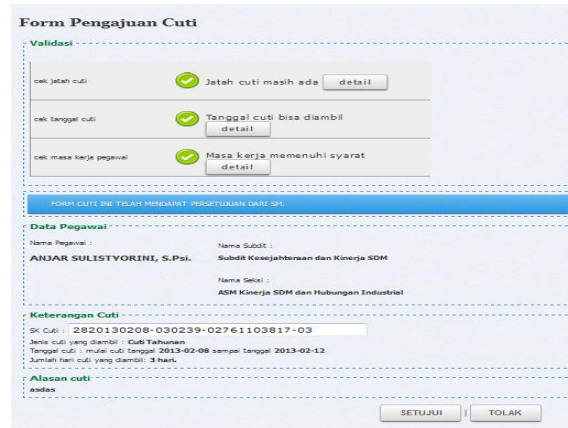 Form Pengajuan Cuti
Validasi
cek jatah cuti
Jatah cuti masih ada detail
cek tanggal cuti
Tanggal cuti bisa diambil
detail
cek masa kerja pegawai
Masa kerja memenuhi syarat
detail
FORM CUTI INI TELAH MENDAPAT PERSETUJUAN DARI SM.
Data Pegawai
Nama Pegawai :
ANJAR SULISTYORINI, S.Psi.
Nama Subdit :
Subdit Kesejahteraan dan Kinerja SDM
Nama Seksi :
ASM Kinerja SDM dan Hubungan Industrial
Keterangan Cuti
SK Cuti : 2820130208-030239-02761103817-03
Jenis cuti yang diambil : Cuti Tahunan
Tanggal cuti : mulai cuti tanggal 2013-02-08 sampai tanggal 2013-02-12
Jumlah hari cuti yang diambil: 3 hari.
Alasan cuti
asdas
SETUJUI | TOLAK